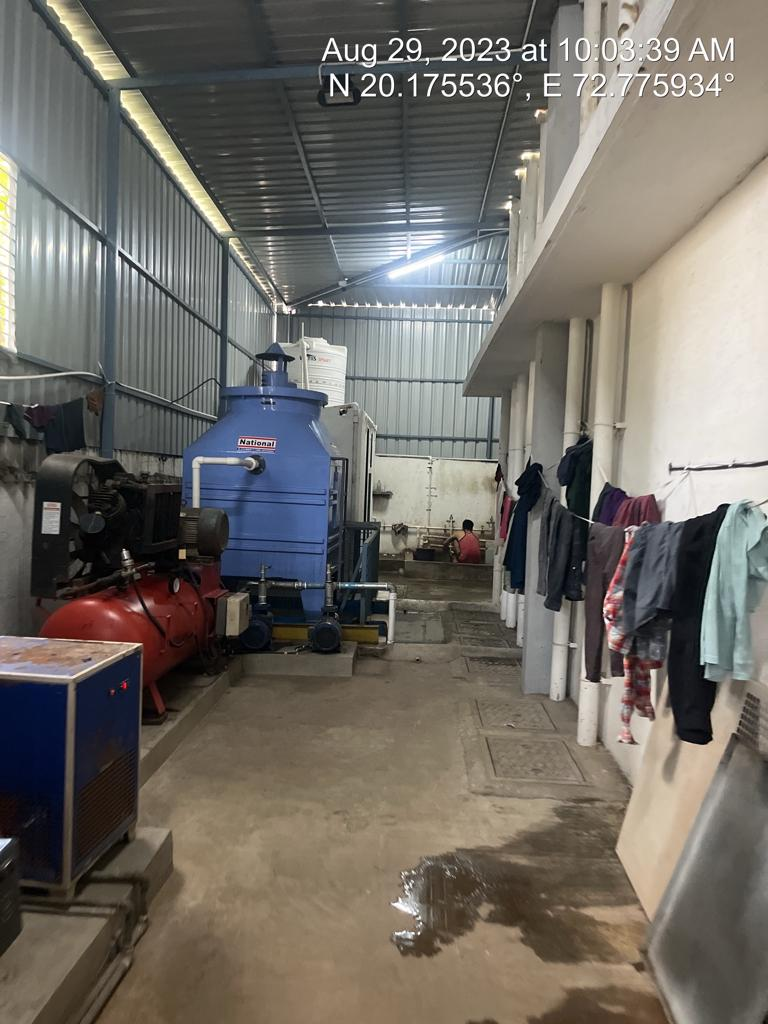 Aug 29, 2023 at 10:03:39 AM
N 20.175536°, E 72.775934°
National